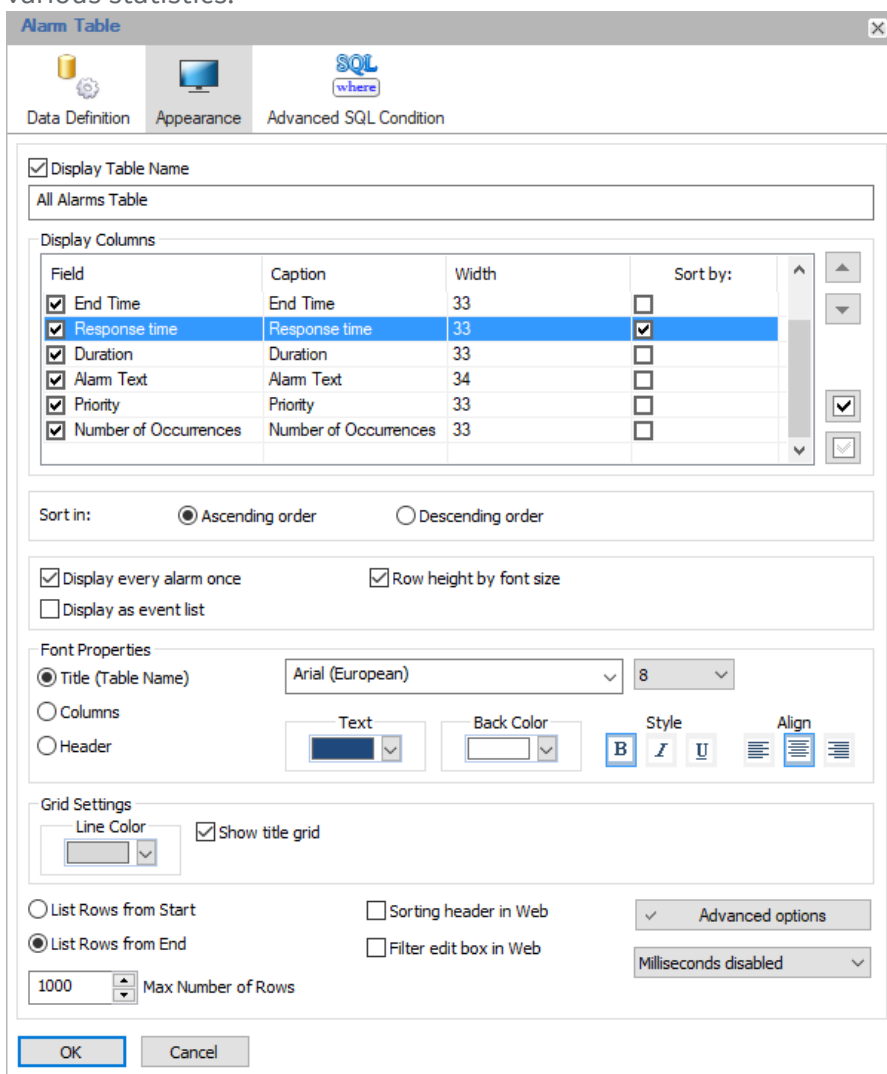 various statistics.
Alarm Table
SQL
where
Data Definition Appearance Advanced SQL Condition
Display Table Name
All Alarms Table
Display Columns
Field Caption Width Sort by:
End Time End Time 33
Response time Response time 33
Duration Duration 33
Alarm Text Alarm Text 34
Priority Priority 33
Number of Occurrences Number of Occurrences 33
Sort in: Ascending order Descending order
Display every alarm once Row height by font size
Display as event list
Font Properties
Title (Table Name) Arial (European) 8
Columns Text Back Color Style Align
Header B I U
Grid Settings
Line Color Show title grid
List Rows from Start Sorting header in Web Advanced options
List Rows from End Filter edit box in Web Milliseconds disabled
1000 Max Number of Rows
OK Cancel